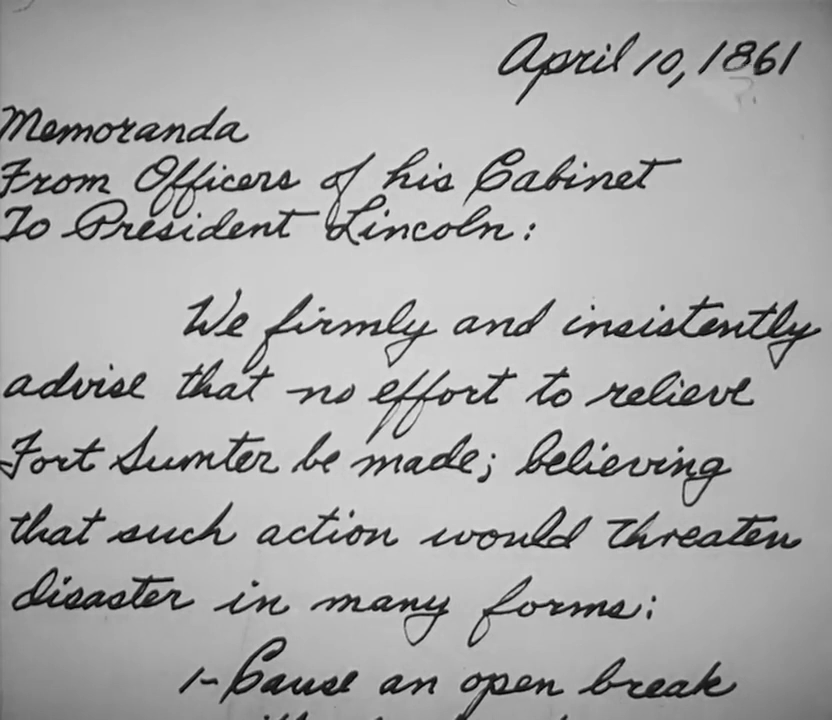 April 10, 1861
Memoranda
From Officers of his Cabinet
To President Lincoln:
We firmly and insistently
advise that no effort to relieve
Fort Sumter be made; believing
that such action would threaten
disaster in many forms:
1- Cause an open break